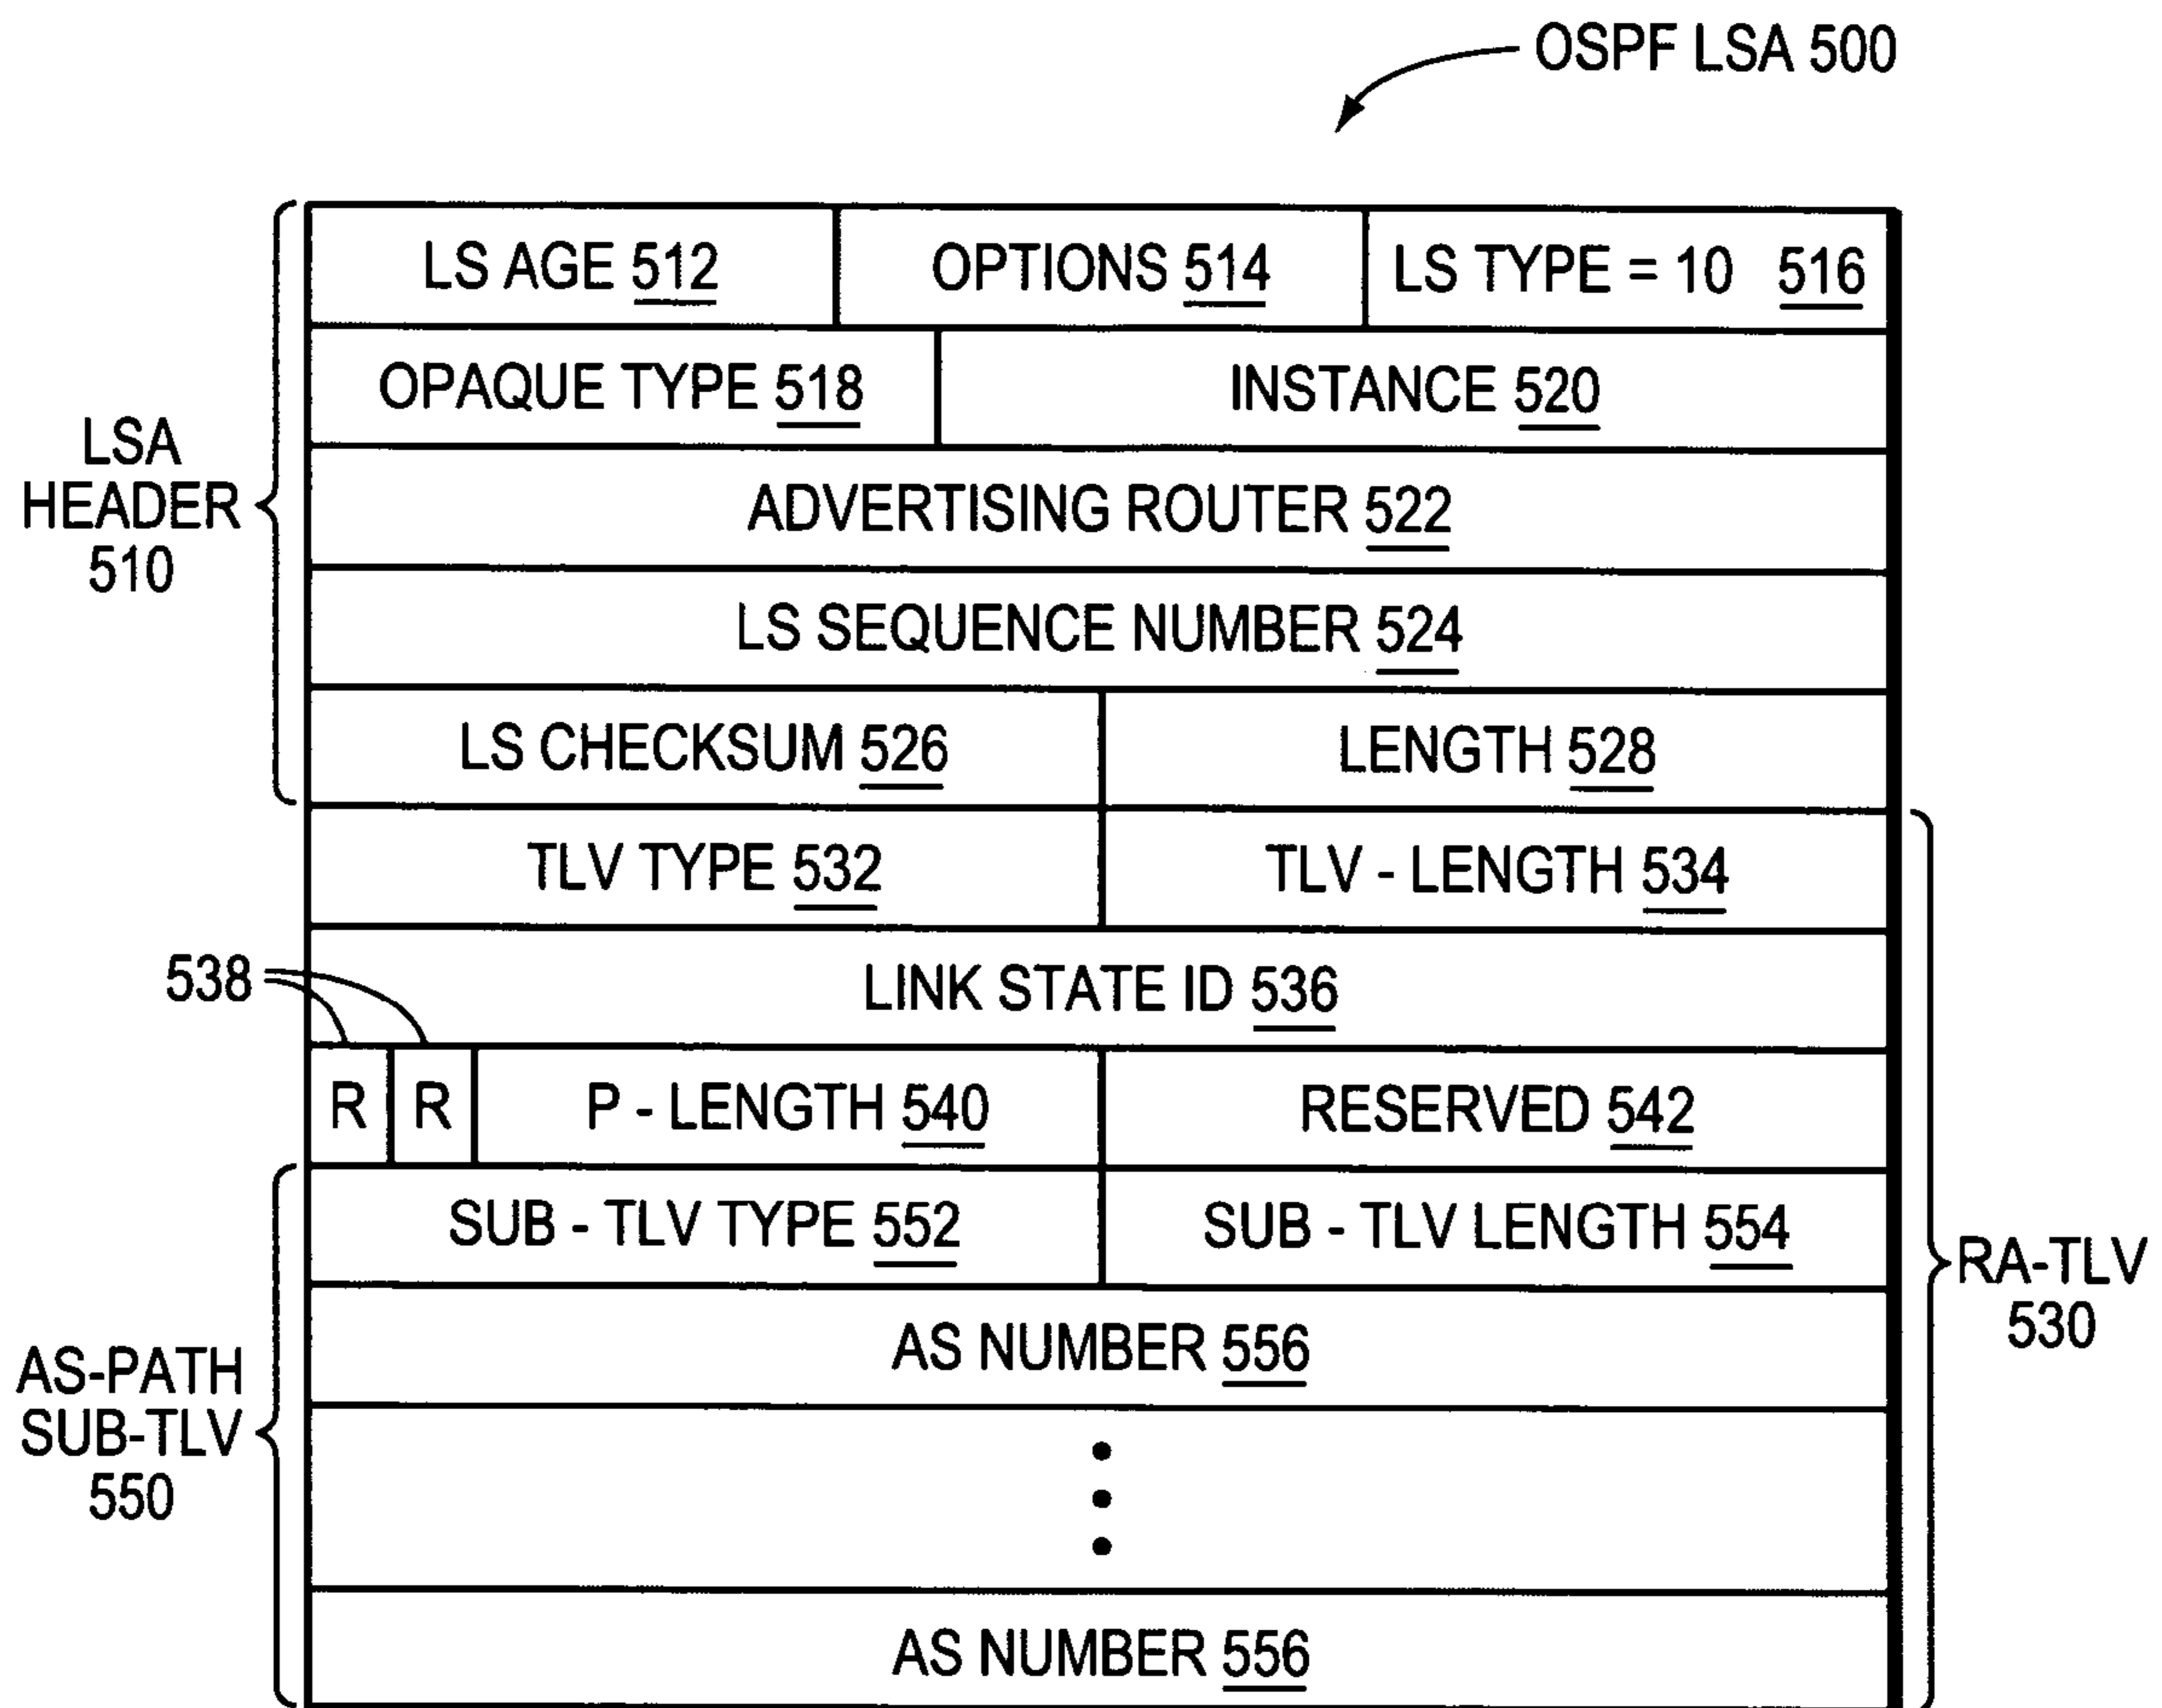 OSPF LSA 500
LS AGE 512
OPTIONS 514
LS TYPE = 10 516
OPAQUE TYPE 518
INSTANCE 520
LSA
HEADER
510
ADVERTISING ROUTER 522
LS SEQUENCE NUMBER 524
LS CHECKSUM 526
LENGTH 528
TLV TYPE 532
TLV - LENGTH 534
538
LINK STATE ID 536
R
R
P - LENGTH 540
RESERVED 542
SUB - TLV TYPE 552
SUB - TLV LENGTH 554
RA-TLV
530
AS NUMBER 556
AS-PATH
SUB-TLV
550
AS NUMBER 556